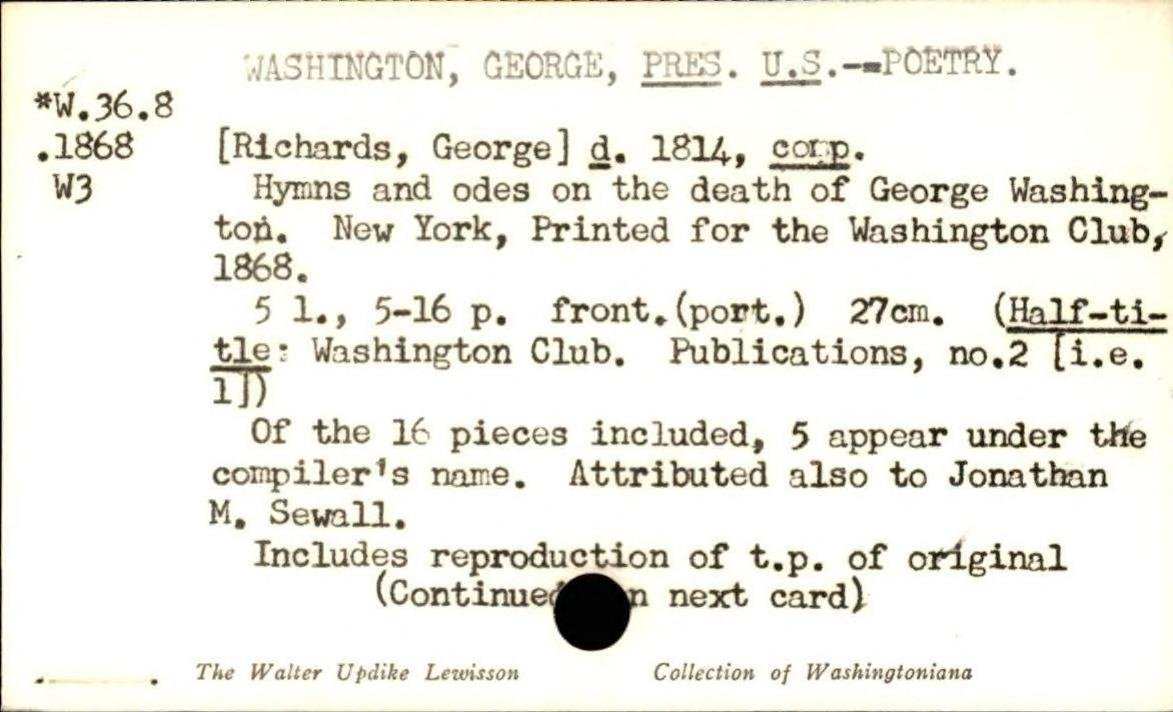 WASHINGTON, GEORGE, PRES. U.S.--POETRY.
*W.36.8
.1868
W3
[Richards, George] d. 1814, comp.
Hymns and odes on the death of George Washing-
ton. New York, Printed for the Washington Club,
1868.
5 l., 5-16 p. front.(port.) 27cm. (Half-ti-
tle: Washington Club. Publications, no.2 [i.e.
1])
Of the 16 pieces included, 5 appear under the
compiler's name. Attributed also to Jonathan
M. Sewall.
Includes reproduction of t.p. of original
(Continued on next card)
The Walter Updike Lewisson Collection of Washingtoniana